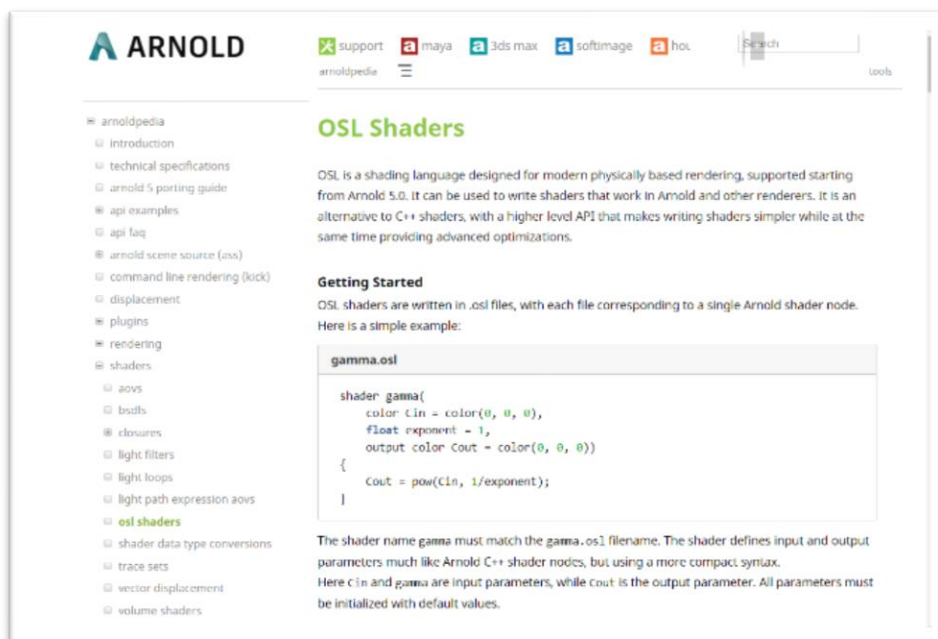 ARNOLD
support maya 3ds max softimage hou
Search
arnoldpedia
tools
arnoldpedia
introduction
technical specifications
arnold 5 porting guide
api examples
api faq
arnold scene source (ass)
command line rendering (kick)
displacement
plugins
rendering
shaders
aovs
bsdfs
closures
light filters
light loops
light path expression aovs
osl shaders
shader data type conversions
trace sets
vector displacement
volume shaders
OSL Shaders
OSL is a shading language designed for modern physically based rendering, supported starting
from Arnold 5.0. It can be used to write shaders that work in Arnold and other renderers. It is an
alternative to C++ shaders, with a higher level API that makes writing shaders simpler while at the
same time providing advanced optimizations.
Getting Started
OSL shaders are written in .osl files, with each file corresponding to a single Arnold shader node.
Here is a simple example:
gamma.osl
shader gamma(
color Cin = color(0, 0, 0),
float exponent = 1,
output color Cout = color(0, 0, 0))
{
Cout = pow(Cin, 1/exponent);
}
The shader name gamma must match the gamma.osl filename. The shader defines input and output
parameters much like Arnold C++ shader nodes, but using a more compact syntax.
Here Cin and gamma are input parameters, while Cout is the output parameter. All parameters must
be initialized with default values.